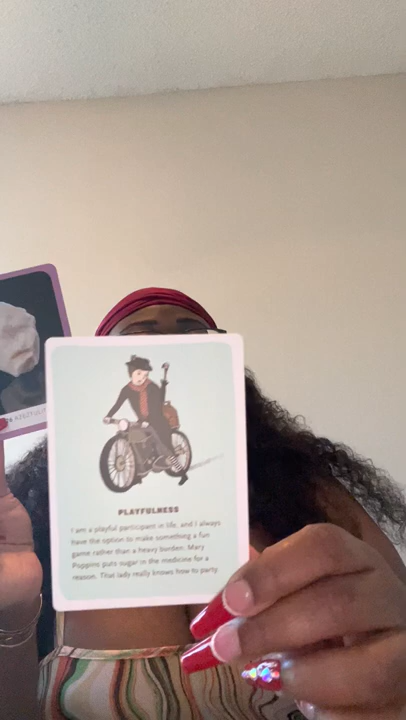 PLAYFULNESS
I am a playful participant in life, and I always
have the option to make something a fun
game rather than a heavy burden. Mary
Poppins puts sugar in the medicine for a
reason. That lady really knows how to party.